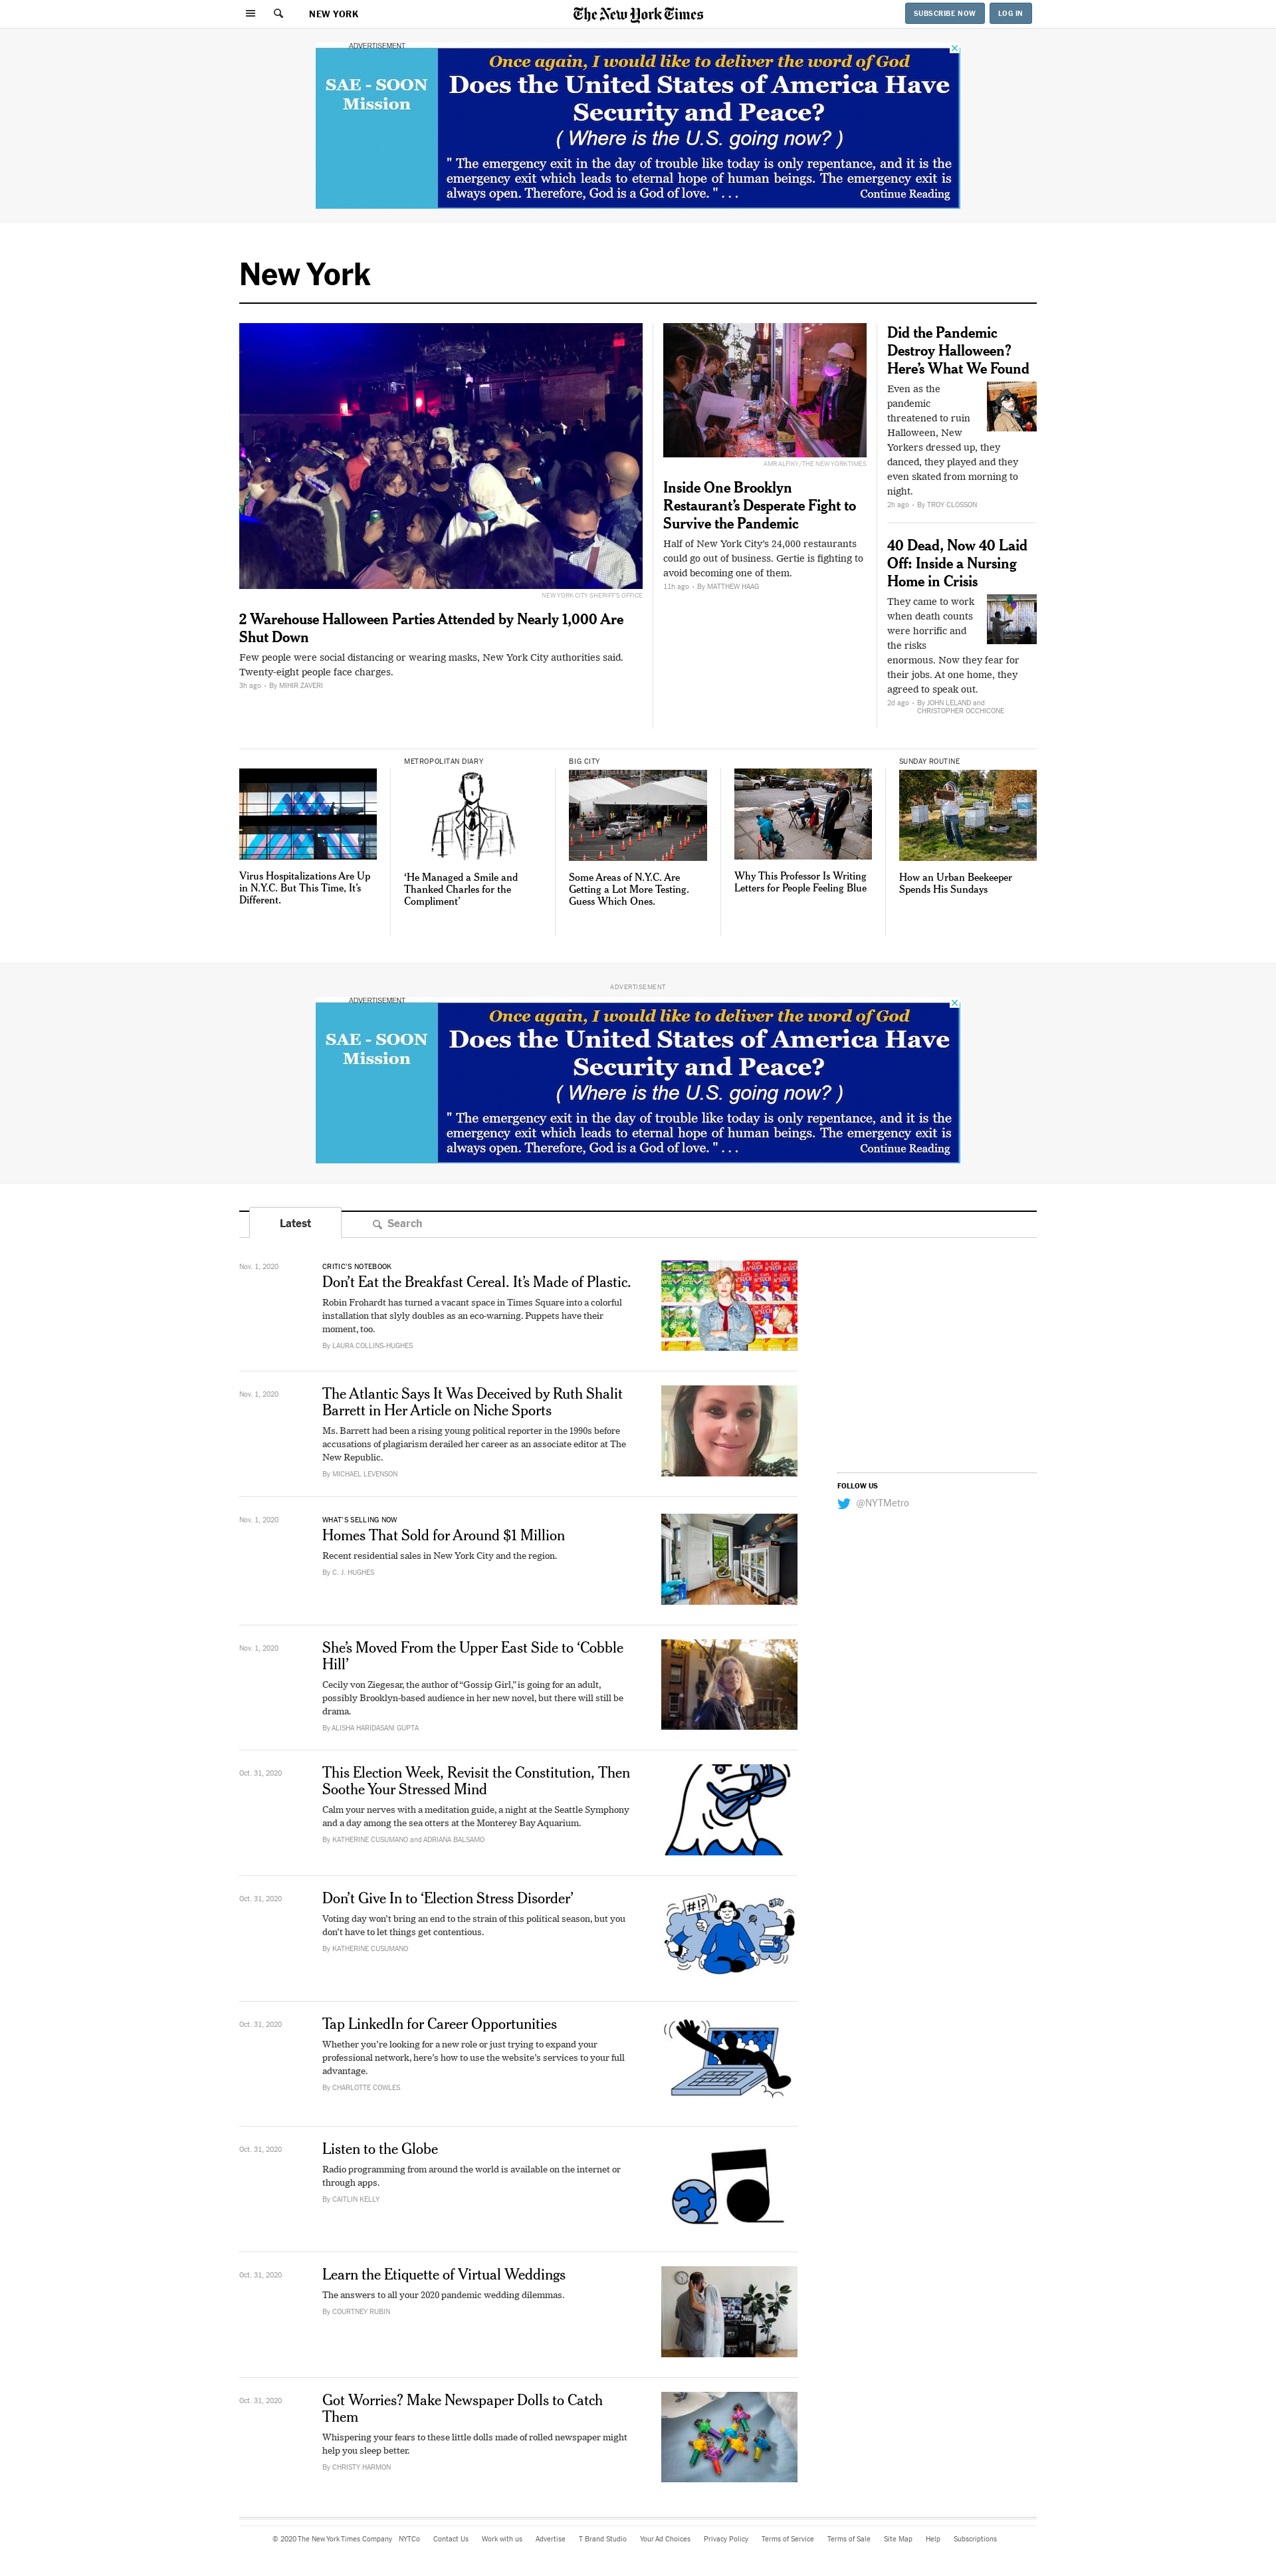 NEW YORK
The New York Times
SUBSCRIBE NOW
LOG IN
ADVERTISEMENT
SAE - SOON
Mission
Once again, I would like to deliver the word of God
Does the United States of America Have
Security and Peace?
( Where is the U.S. going now? )
" The emergency exit in the day of trouble like today is only repentance, and it is the
emergency exit which leads to eternal hope of human beings. The emergency exit is
always open. Therefore, God is a God of love. " . . .
Continue Reading
New York
NEW YORK CITY SHERIFF'S OFFICE
2 Warehouse Halloween Parties Attended by Nearly 1,000 Are
Shut Down
Few people were social distancing or wearing masks, New York City authorities said.
Twenty-eight people face charges.
3h ago • By MIHIR ZAVERI
AMR ALFIKY/THE NEW YORK TIMES
Inside One Brooklyn
Restaurant’s Desperate Fight to
Survive the Pandemic
Half of New York City’s 24,000 restaurants
could go out of business. Gertie is fighting to
avoid becoming one of them.
11h ago • By MATTHEW HAAG
Did the Pandemic
Destroy Halloween?
Here’s What We Found
Even as the
pandemic
threatened to ruin
Halloween, New
Yorkers dressed up, they
danced, they played and they
even skated from morning to
night.
2h ago • By TROY CLOSSON
40 Dead, Now 40 Laid
Off: Inside a Nursing
Home in Crisis
They came to work
when death counts
were horrific and
the risks
enormous. Now they fear for
their jobs. At one home, they
agreed to speak out.
2d ago • By JOHN LELAND and
CHRISTOPHER OCCHICONE
Virus Hospitalizations Are Up
in N.Y.C. But This Time, It’s
Different.
METROPOLITAN DIARY
‘He Managed a Smile and
Thanked Charles for the
Compliment’
BIG CITY
Some Areas of N.Y.C. Are
Getting a Lot More Testing.
Guess Which Ones.
Why This Professor Is Writing
Letters for People Feeling Blue
SUNDAY ROUTINE
How an Urban Beekeeper
Spends His Sundays
ADVERTISEMENT
ADVERTISEMENT
SAE - SOON
Mission
Once again, I would like to deliver the word of God
Does the United States of America Have
Security and Peace?
( Where is the U.S. going now? )
" The emergency exit in the day of trouble like today is only repentance, and it is the
emergency exit which leads to eternal hope of human beings. The emergency exit is
always open. Therefore, God is a God of love. " . . .
Continue Reading
Latest
Search
Nov. 1, 2020
CRITIC’S NOTEBOOK
Don’t Eat the Breakfast Cereal. It’s Made of Plastic.
Robin Frohardt has turned a vacant space in Times Square into a colorful
installation that slyly doubles as an eco-warning. Puppets have their
moment, too.
By LAURA COLLINS-HUGHES
Nov. 1, 2020
The Atlantic Says It Was Deceived by Ruth Shalit
Barrett in Her Article on Niche Sports
Ms. Barrett had been a rising young political reporter in the 1990s before
accusations of plagiarism derailed her career as an associate editor at The
New Republic.
By MICHAEL LEVENSON
FOLLOW US
@NYTMetro
Nov. 1, 2020
WHAT’S SELLING NOW
Homes That Sold for Around $1 Million
Recent residential sales in New York City and the region.
By C. J. HUGHES
Nov. 1, 2020
She’s Moved From the Upper East Side to ‘Cobble
Hill’
Cecily von Ziegesar, the author of “Gossip Girl,” is going for an adult,
possibly Brooklyn-based audience in her new novel, but there will still be
drama.
By ALISHA HARIDASANI GUPTA
Oct. 31, 2020
This Election Week, Revisit the Constitution, Then
Soothe Your Stressed Mind
Calm your nerves with a meditation guide, a night at the Seattle Symphony
and a day among the sea otters at the Monterey Bay Aquarium.
By KATHERINE CUSUMANO and ADRIANA BALSAMO
Oct. 31, 2020
Don’t Give In to ‘Election Stress Disorder’
Voting day won’t bring an end to the strain of this political season, but you
don’t have to let things get contentious.
By KATHERINE CUSUMANO
#!?
Oct. 31, 2020
Tap LinkedIn for Career Opportunities
Whether you’re looking for a new role or just trying to expand your
professional network, here’s how to use the website’s services to your full
advantage.
By CHARLOTTE COWLES
Oct. 31, 2020
Listen to the Globe
Radio programming from around the world is available on the internet or
through apps.
By CAITLIN KELLY
Oct. 31, 2020
Learn the Etiquette of Virtual Weddings
The answers to all your 2020 pandemic wedding dilemmas.
By COURTNEY RUBIN
Oct. 31, 2020
Got Worries? Make Newspaper Dolls to Catch
Them
Whispering your fears to these little dolls made of rolled newspaper might
help you sleep better.
By CHRISTY HARMON
© 2020 The New York Times Company NYTCo Contact Us Work with us Advertise T Brand Studio Your Ad Choices Privacy Policy Terms of Service Terms of Sale Site Map Help Subscriptions